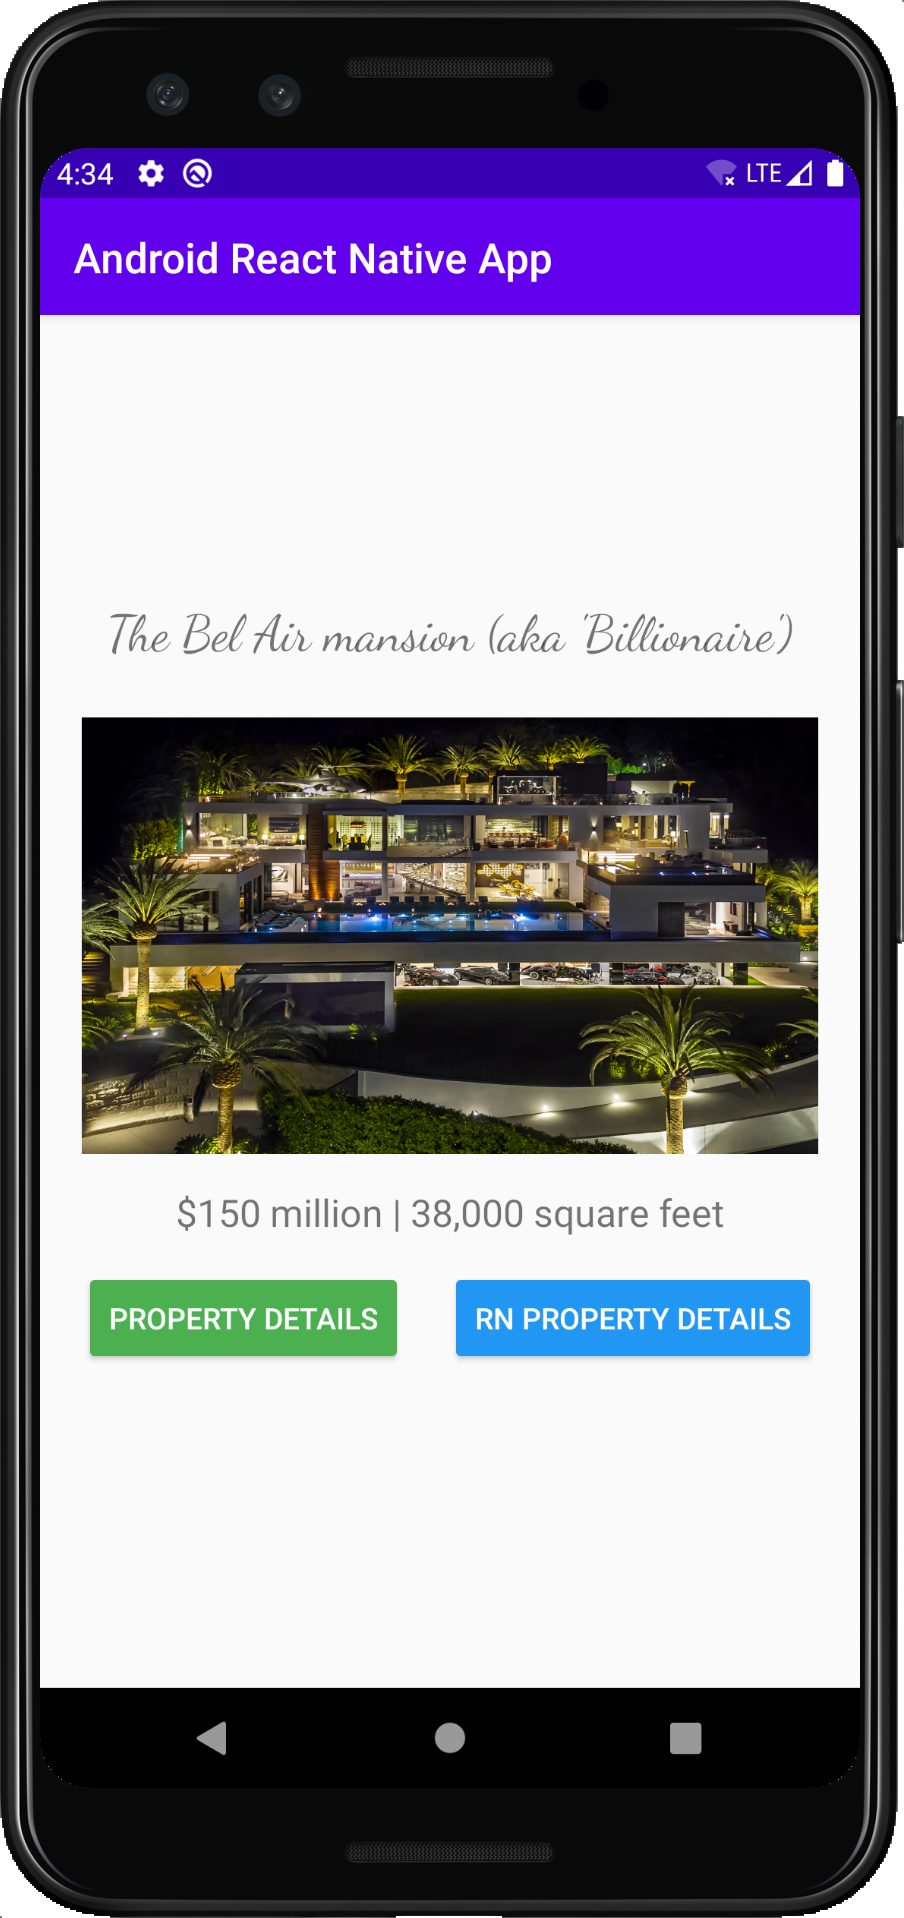 4:34 LTE
Android React Native App
The Bel Air mansion (aka 'Billionaire')
$150 million | 38,000 square feet
PROPERTY DETAILS RN PROPERTY DETAILS